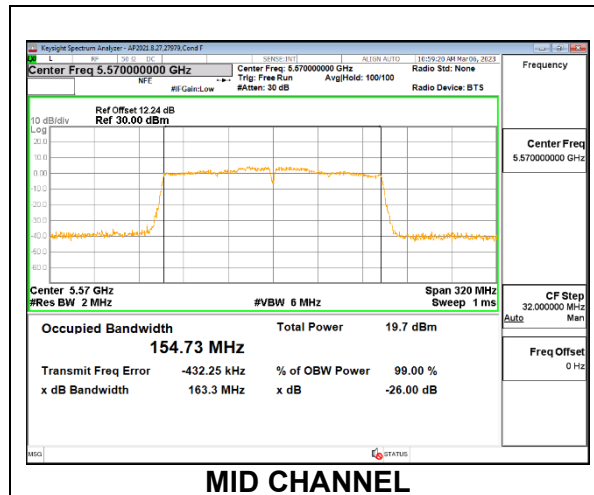 Keysight Spectrum Analyzer - AP2021.8.27,27979,Cond F
L RF 50 Ω DC SENSE:INT ALIGN AUTO 10:59:20 AM Mar 06, 2023
Center Freq 5.570000000 GHz
NFE
#IFGain:Low
Center Freq: 5.570000000 GHz
Trig: Free Run Avg|Hold: 100/100
#Atten: 30 dB
Radio Std: None
Radio Device: BTS
Frequency
Ref Offset 12.24 dB
10 dB/div Ref 30.00 dBm
Log
20.0
10.0
0.00
-10.0
-20.0
-30.0
-40.0
-50.0
-60.0
Center Freq
5.570000000 GHz
Center 5.57 GHz Span 320 MHz
#Res BW 2 MHz #VBW 6 MHz Sweep 1 ms
CF Step
32.000000 MHz
Auto Man
Freq Offset
0 Hz
Occupied Bandwidth Total Power 19.7 dBm
154.73 MHz
Transmit Freq Error -432.25 kHz % of OBW Power 99.00 %
x dB Bandwidth 163.3 MHz x dB -26.00 dB
MSG STATUS
MID CHANNEL